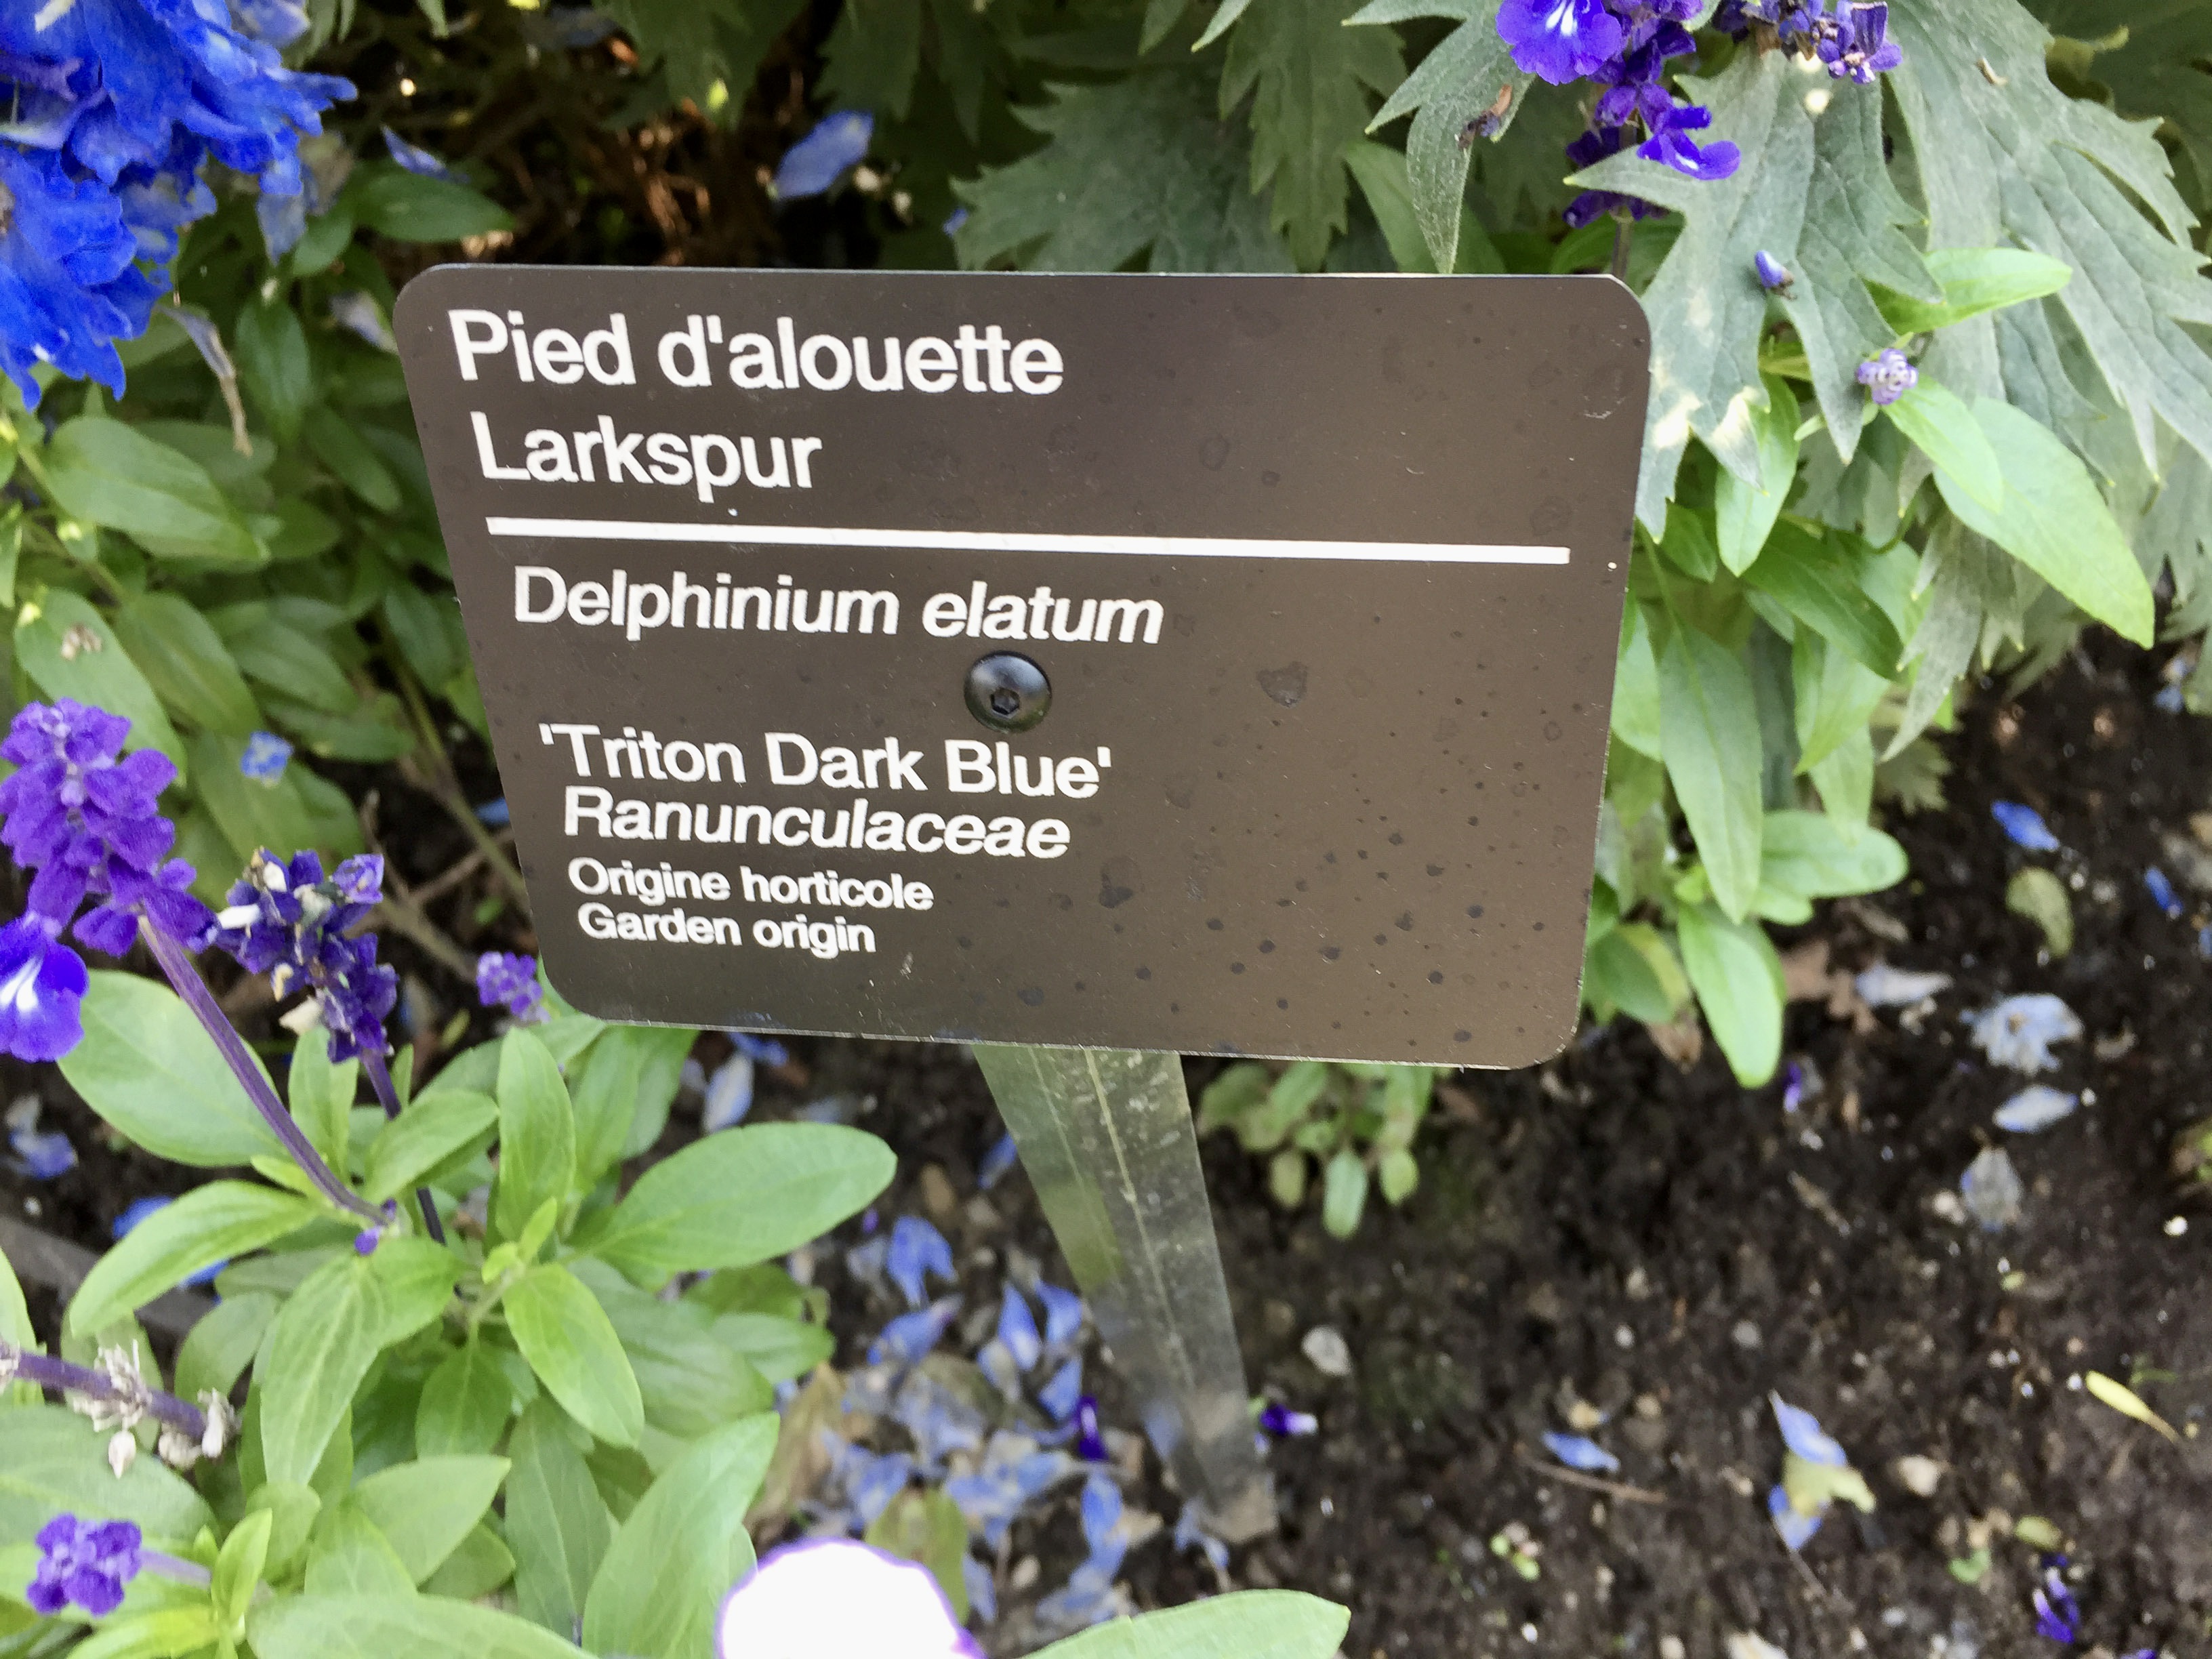 Pied d'alouette
Larkspur
Delphinium elatum
'Triton Dark Blue'
Ranunculaceae
Origine horticole
Garden origin